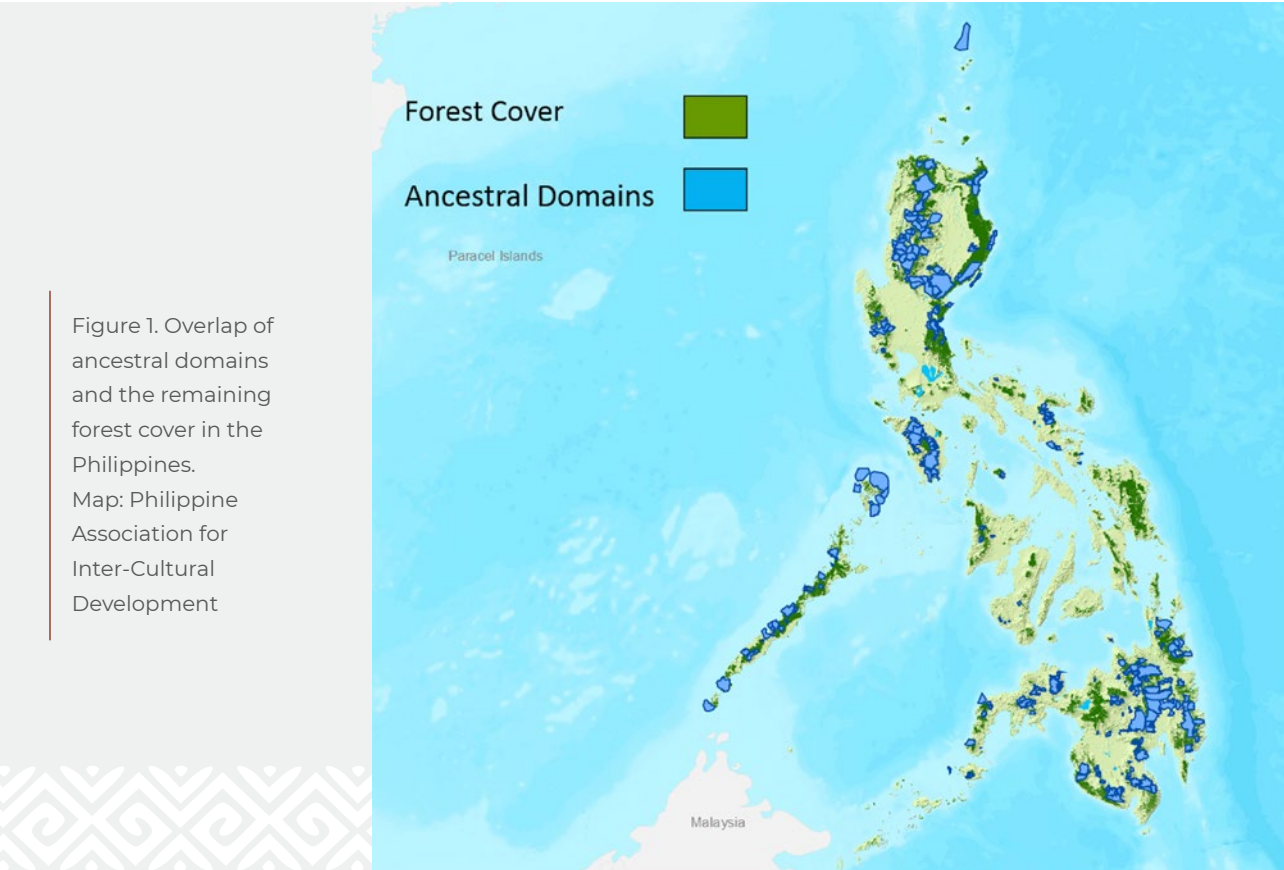 Figure 1. Overlap of
ancestral domains
and the remaining
forest cover in the
Philippines.
Map: Philippine
Association for
Inter-Cultural
Development
Forest Cover
Ancestral Domains
Paracel Islands
Malaysia